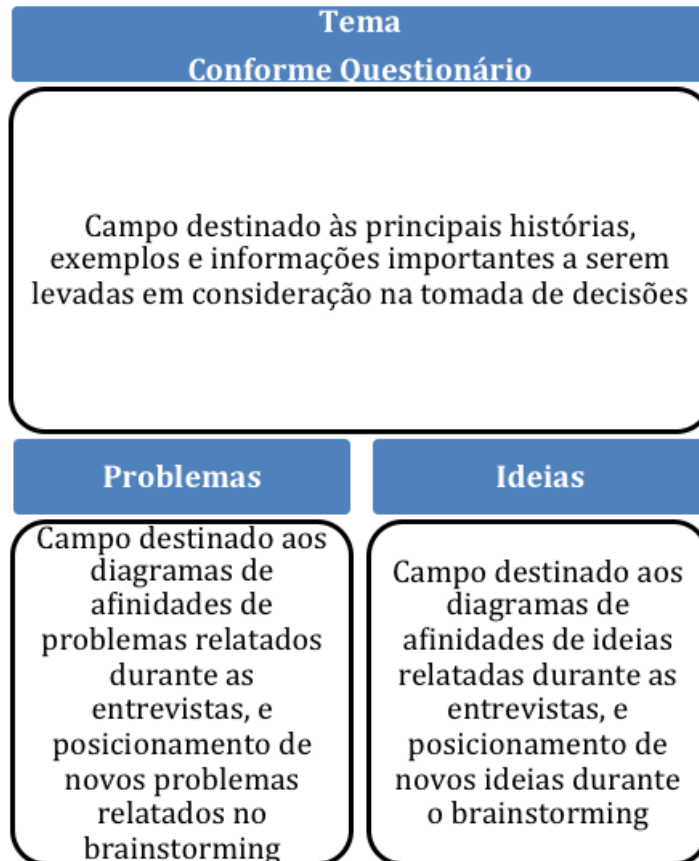 Tema
Conforme Questionário
Campo destinado às principais histórias,
exemplos e informações importantes a serem
levadas em consideração na tomada de decisões
Problemas
Campo destinado aos
diagramas de
afinidades de
problemas relatados
durante as
entrevistas, e
posicionamento de
novos problemas
relatados no
brainstorming
Ideias
Campo destinado aos
diagramas de
afinidades de ideias
relatadas durante as
entrevistas, e
posicionamento de
novos ideias durante
o brainstorming